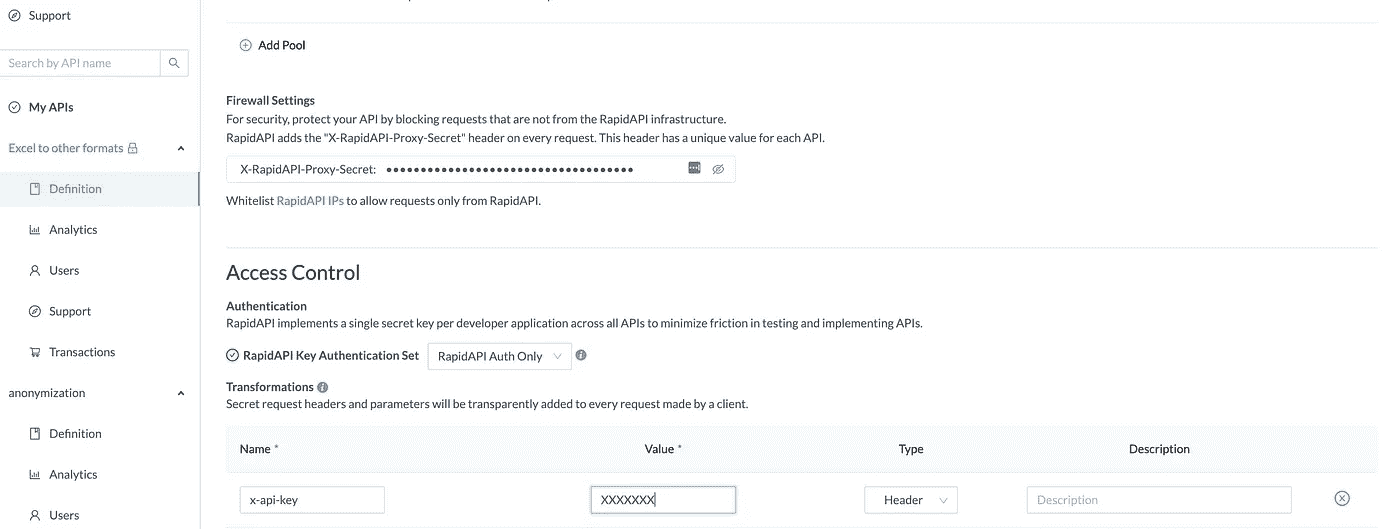 Support
Search by API name
My APIs
Excel to other formats
Definition
Analytics
Users
Support
Transactions
anonymization
Definition
Analytics
Users
Add Pool
Firewall Settings
For security, protect your API by blocking requests that are not from the RapidAPI infrastructure.
RapidAPI adds the "X-RapidAPI-Proxy-Secret" header on every request. This header has a unique value for each API.
X-RapidAPI-Proxy-Secret: ••••••••••••••••••••••••••••••••••••
Whitelist RapidAPI IPs to allow requests only from RapidAPI.
Access Control
Authentication
RapidAPI implements a single secret key per developer application across all APIs to minimize friction in testing and implementing APIs.
RapidAPI Key Authentication Set RapidAPI Auth Only
Transformations
Secret request headers and parameters will be transparently added to every request made by a client.
Name * Value * Type Description
x-api-key XXXXXXX Header Description